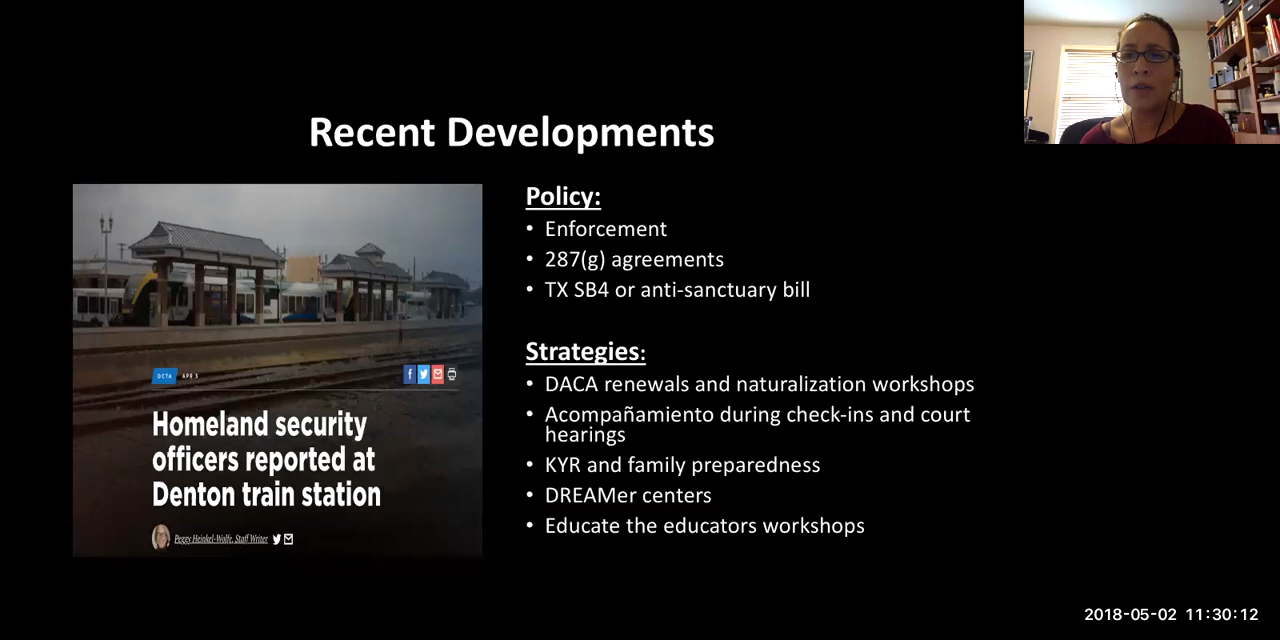 Recent Developments
DCTA APR 5
Homeland security
officers reported at
Denton train station
Peggy Heinkel-Wolfe, Staff Writer
Policy:
• Enforcement
• 287(g) agreements
• TX SB4 or anti-sanctuary bill
Strategies:
• DACA renewals and naturalization workshops
• Acompañamiento during check-ins and court
hearings
• KYR and family preparedness
• DREAMer centers
• Educate the educators workshops
2018-05-02 11:30:12